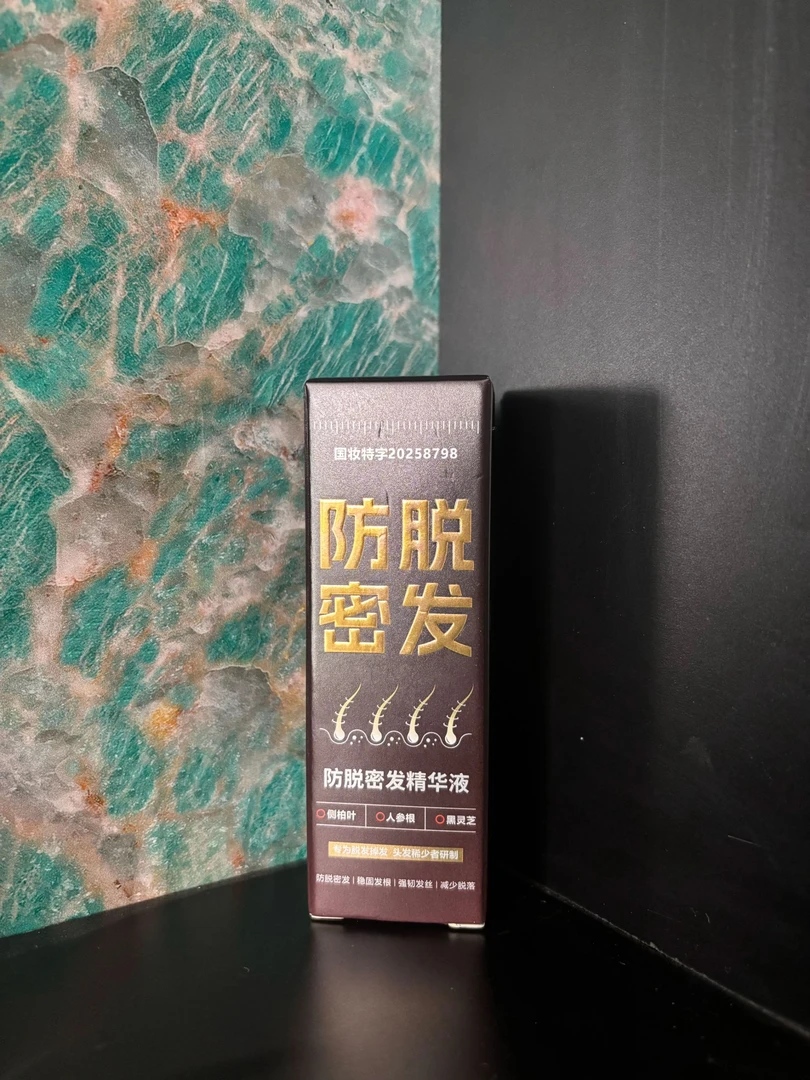 国妆特字20258798
防脱
密发
防脱密发精华液
侧柏叶 人参根 黑灵芝
专为脱发掉发 头发稀少者研制
防脱密发 | 稳固发根 | 强韧发丝 | 减少脱落